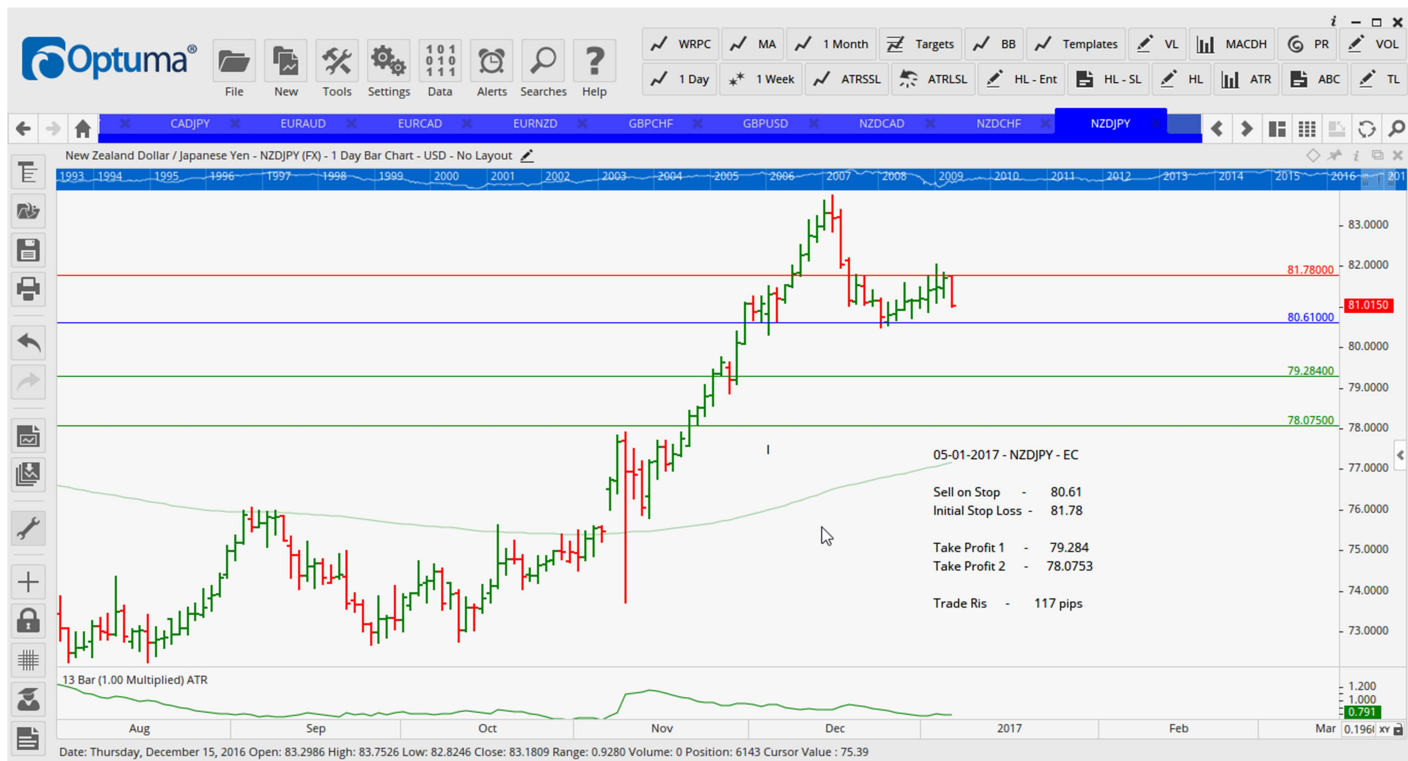 Optuma®
File New Tools Settings Data Alerts Searches Help
101
010
111
WRPC MA 1 Month Targets BB Templates VL MACDH PR VOL
1 Day 1 Week ATRSSL ATRLSL HL - Ent HL - SL HL ATR ABC TL
CADJPY EURAUD EURCAD EURNZD GBPCHF GBPUSD NZDCAD NZDCHF NZDJPY
New Zealand Dollar / Japanese Yen - NZDJPY (FX) - 1 Day Bar Chart - USD - No Layout
1993 1994 1995 1996 1997 1998 1999 2000 2001 2002 2003 2004 2005 2006 2007 2008 2009 2010 2011 2012 2013 2014 2015 2016 201
83.0000
82.0000
81.78000
81.0150
80.61000
80.0000
79.28400
79.0000
78.07500
78.0000
77.0000
76.0000
75.0000
74.0000
73.0000
05-01-2017 - NZDJPY - EC
Sell on Stop - 80.61
Initial Stop Loss - 81.78
Take Profit 1 - 79.284
Take Profit 2 - 78.0753
Trade Ris - 117 pips
13 Bar (1.00 Multiplied) ATR
1.200
1.000
0.791
Aug Sep Oct Nov Dec 2017 Feb Mar
0.196 XY
Date: Thursday, December 15, 2016 Open: 83.2986 High: 83.7526 Low: 82.8246 Close: 83.1809 Range: 0.9280 Volume: 0 Position: 6143 Cursor Value : 75.39